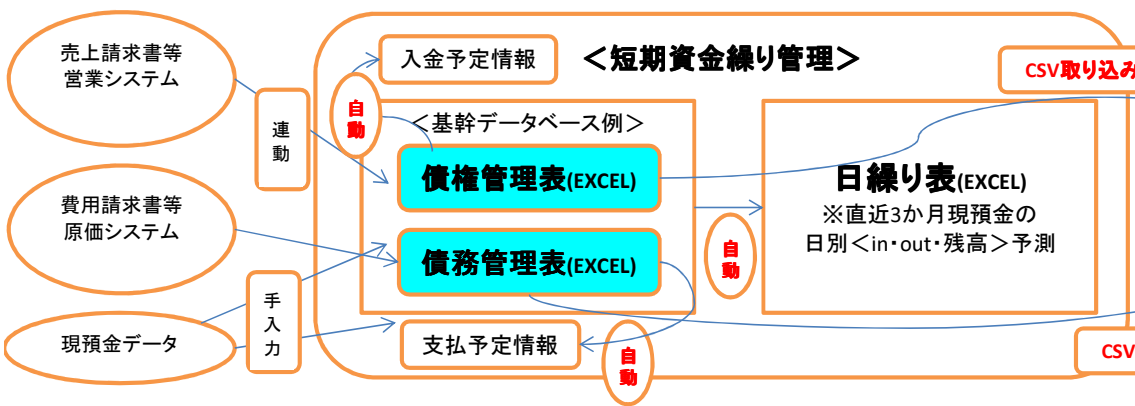 売上請求書等
営業システム
入金予定情報
＜短期資金繰り管理＞
CSV取り込み
自
動
連
動
＜基幹データベース例＞
債権管理表(EXCEL)
日繰り表(EXCEL)
※直近3か月現預金の
日別＜in・out・残高＞予測
費用請求書等
原価システム
債務管理表(EXCEL)
自
動
手
入
力
現預金データ
支払予定情報
自
動
CSV